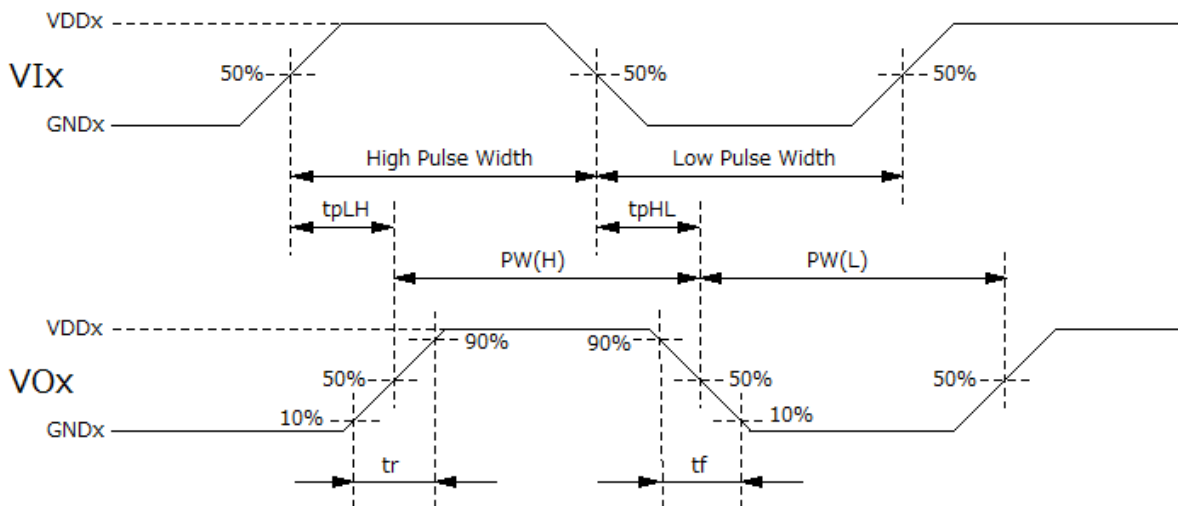 VDDx
VIx
50%
50%
50%
GNDx
High Pulse Width
Low Pulse Width
tpLH
tpHL
PW(H)
PW(L)
VDDx
90%
90%
VOx
50%
50%
50%
10%
10%
GNDx
tr
tf